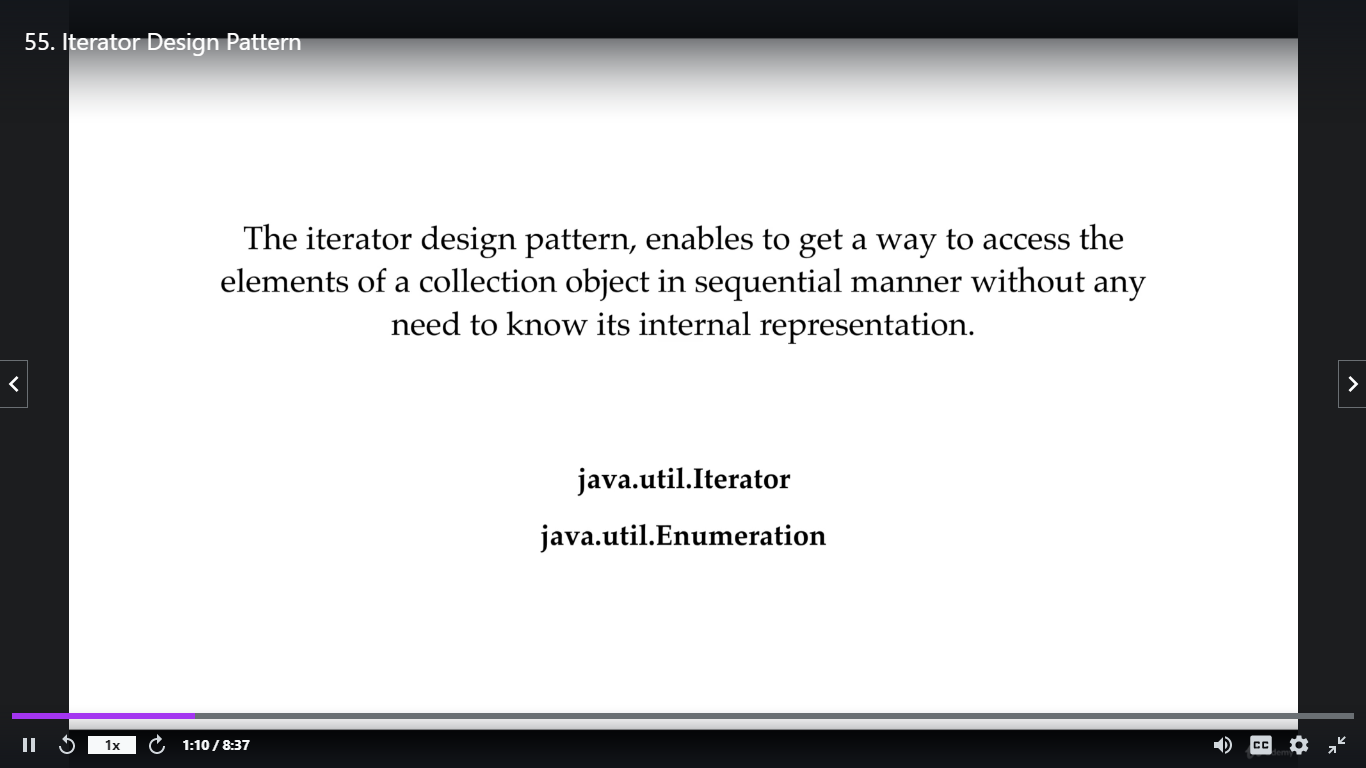 55. Iterator Design Pattern
The iterator design pattern, enables to get a way to access the
elements of a collection object in sequential manner without any
need to know its internal representation.
java.util.Iterator
java.util.Enumeration
1x
1:10 / 8:37
CC